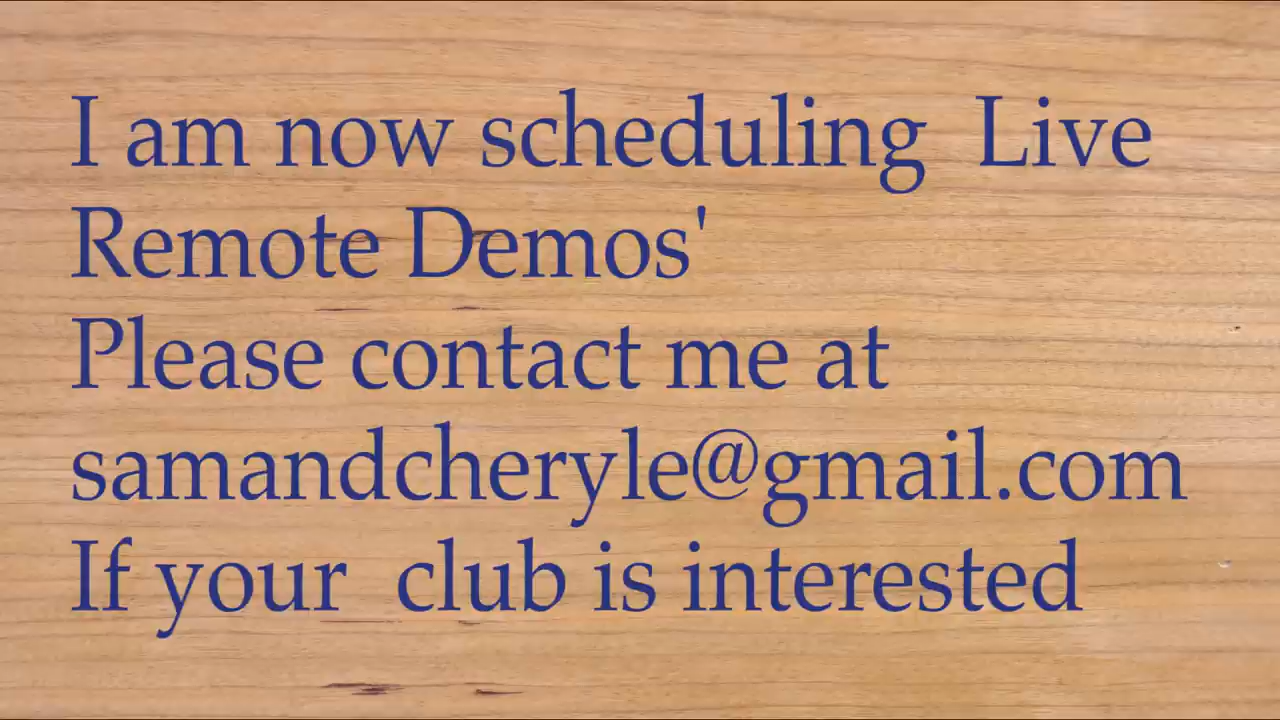 I am now scheduling  Live
Remote Demos'
Please contact me at
samandcheryle@gmail.com
If your  club is interested